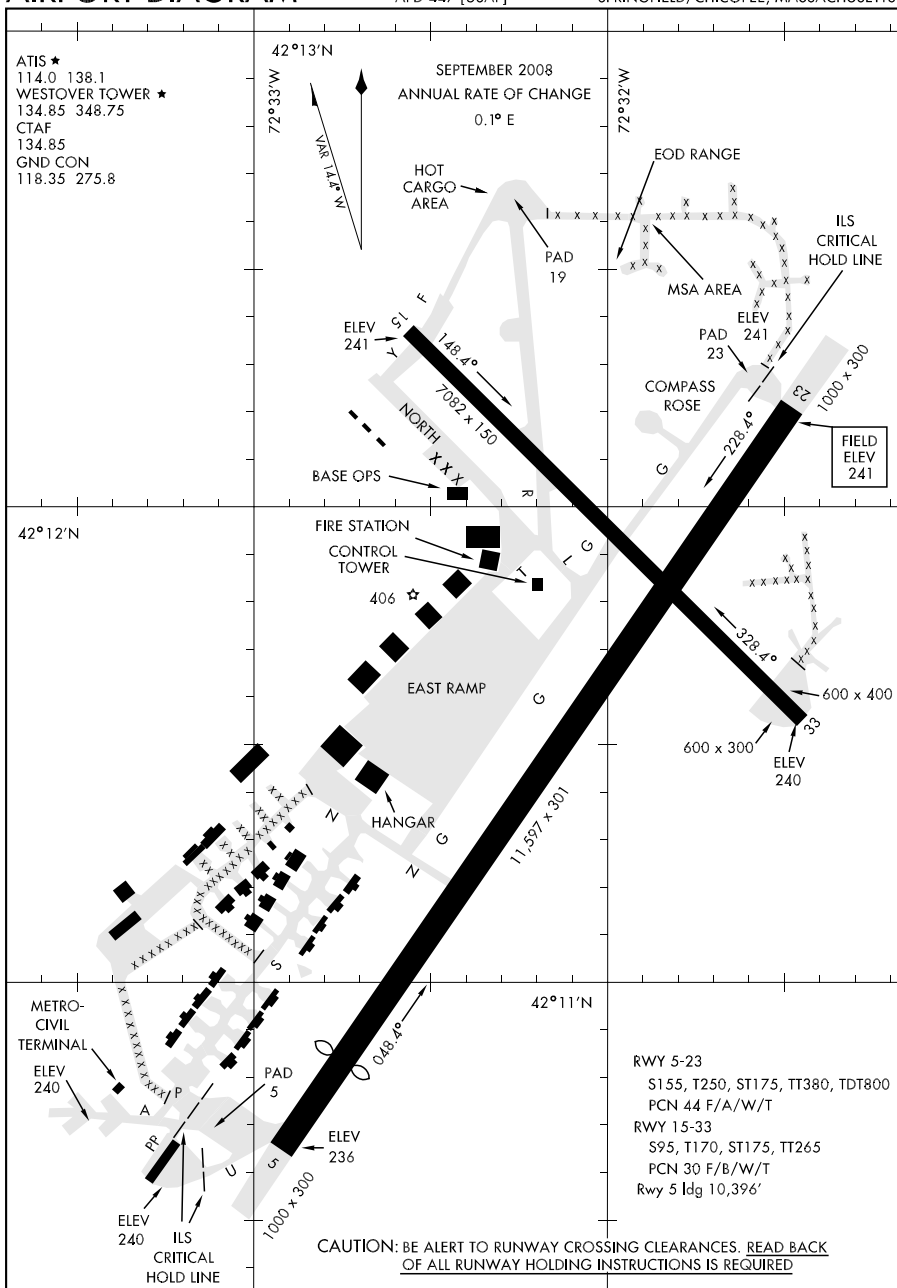 AIRPORT DIAGRAM
AFD-447 [USAF]
SPRINGFIELD/CHICOPEE, MASSACHUSETTS
ATIS ★
114.0 138.1
WESTOVER TOWER ★
134.85 348.75
CTAF
134.85
GND CON
118.35 275.8
42°13'N
72°33'W
VAR 14.4° W
SEPTEMBER 2008
ANNUAL RATE OF CHANGE
0.1° E
72°32'W
HOT
CARGO
AREA
PAD
19
EOD RANGE
MSA AREA
ILS
CRITICAL
HOLD LINE
ELEV
241
PAD
23
COMPASS
ROSE
ELEV
241
15
F
Y
148.4°
7082 x 150
NORTH
X X X
BASE OPS
R
G
228.4°
23
1000 x 300
FIELD
ELEV
241
42°12'N
FIRE STATION
CONTROL
TOWER
T
L
G
406
EAST RAMP
G
328.4°
600 x 400
33
600 x 300
ELEV
240
HANGAR
N
N
G
11,597 x 301
S
42°11'N
048.4°
METRO-
CIVIL
TERMINAL
ELEV
240
A
P
PP
PAD
5
U
5
ELEV
236
1000 x 300
ELEV
240
ILS
CRITICAL
HOLD LINE
RWY 5-23
S155, T250, ST175, TT380, TDT800
PCN 44 F/A/W/T
RWY 15-33
S95, T170, ST175, TT265
PCN 30 F/B/W/T
Rwy 5 ldg 10,396'
CAUTION: BE ALERT TO RUNWAY CROSSING CLEARANCES. READ BACK
OF ALL RUNWAY HOLDING INSTRUCTIONS IS REQUIRED